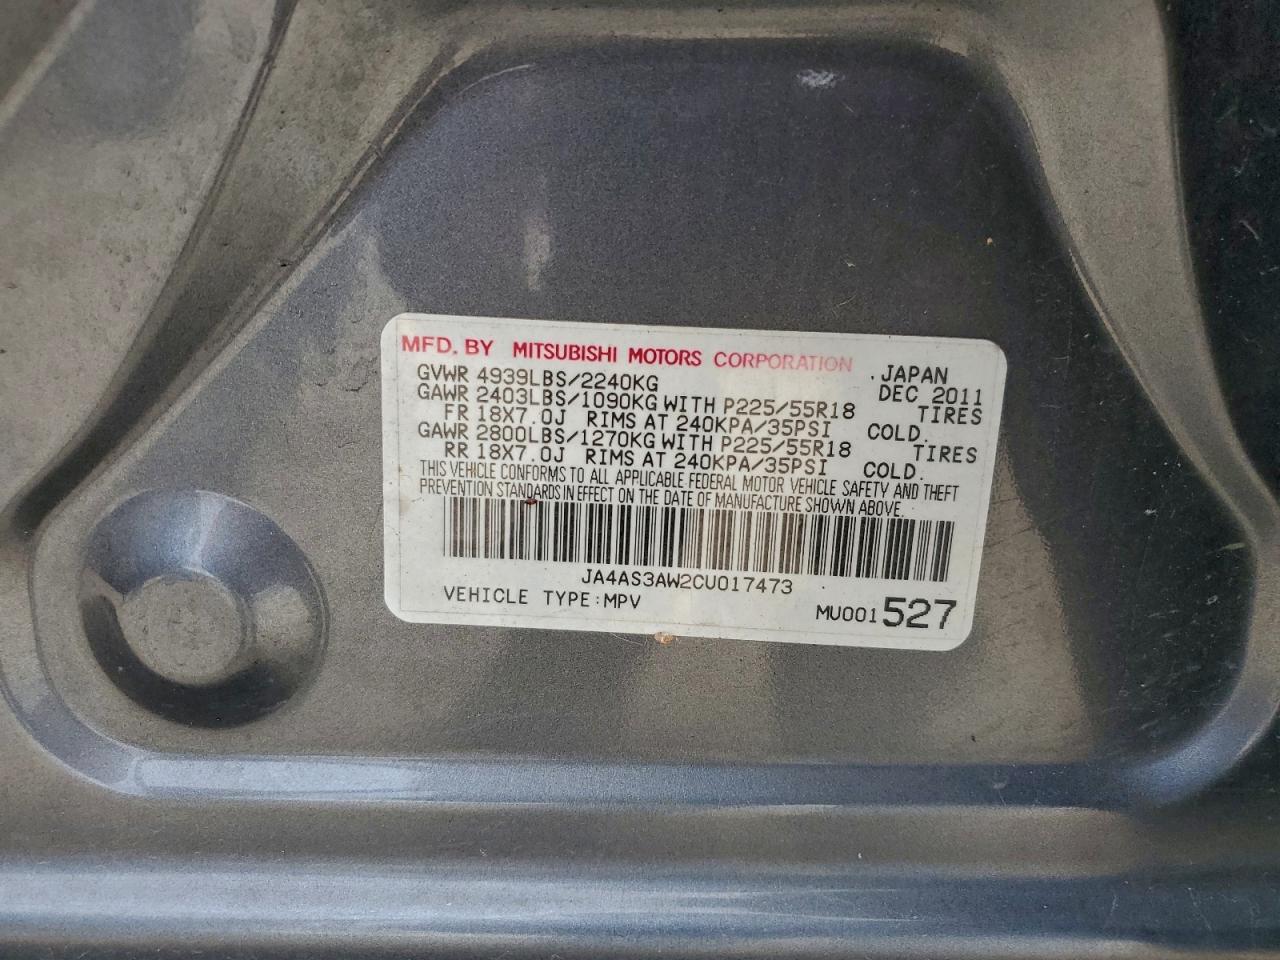 MFD. BY MITSUBISHI MOTORS CORPORATION JAPAN
GVWR 4939LBS/2240KG DEC 2011
GAWR 2403LBS/1090KG WITH P225/55R18 TIRES
FR 18X7.0J RIMS AT 240KPA/35PSI COLD.
GAWR 2800LBS/1270KG WITH P225/55R18 TIRES
RR 18X7.0J RIMS AT 240KPA/35PSI COLD.
THIS VEHICLE CONFORMS TO ALL APPLICABLE FEDERAL MOTOR VEHICLE SAFETY AND THEFT
PREVENTION STANDARDS IN EFFECT ON THE DATE OF MANUFACTURE SHOWN ABOVE.
JA4AS3AW2CU017473
VEHICLE TYPE:MPV MU001527